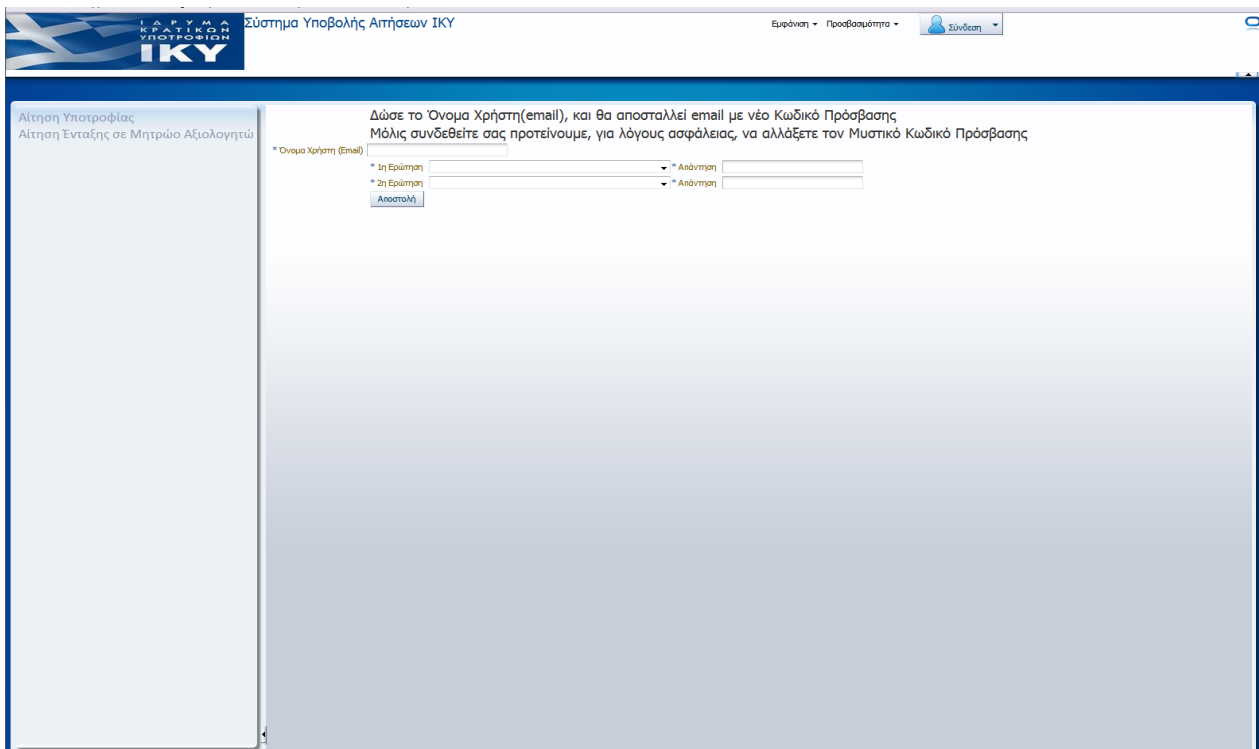 ΙΔΡΥΜΑ
ΚΡΑΤΙΚΩΝ
ΥΠΟΤΡΟΦΙΩΝ
ΙΚΥ
Σύστημα Υποβολής Αιτήσεων ΙΚΥ
Εμφάνιση
Προσβασιμότητα
Σύνδεση
Αίτηση Υποτροφίας
Αίτηση Ένταξης σε Μητρώο Αξιολογητώ
Δώσε το Όνομα Χρήστη(email), και θα αποσταλλεί email με νέο Κωδικό Πρόσβασης
Μόλις συνδεθείτε σας προτείνουμε, για λόγους ασφάλειας, να αλλάξετε τον Μυστικό Κωδικό Πρόσβασης
* Όνομα Χρήστη (Email)
* 1η Ερώτηση * Απάντηση
* 2η Ερώτηση * Απάντηση
Αποστολή